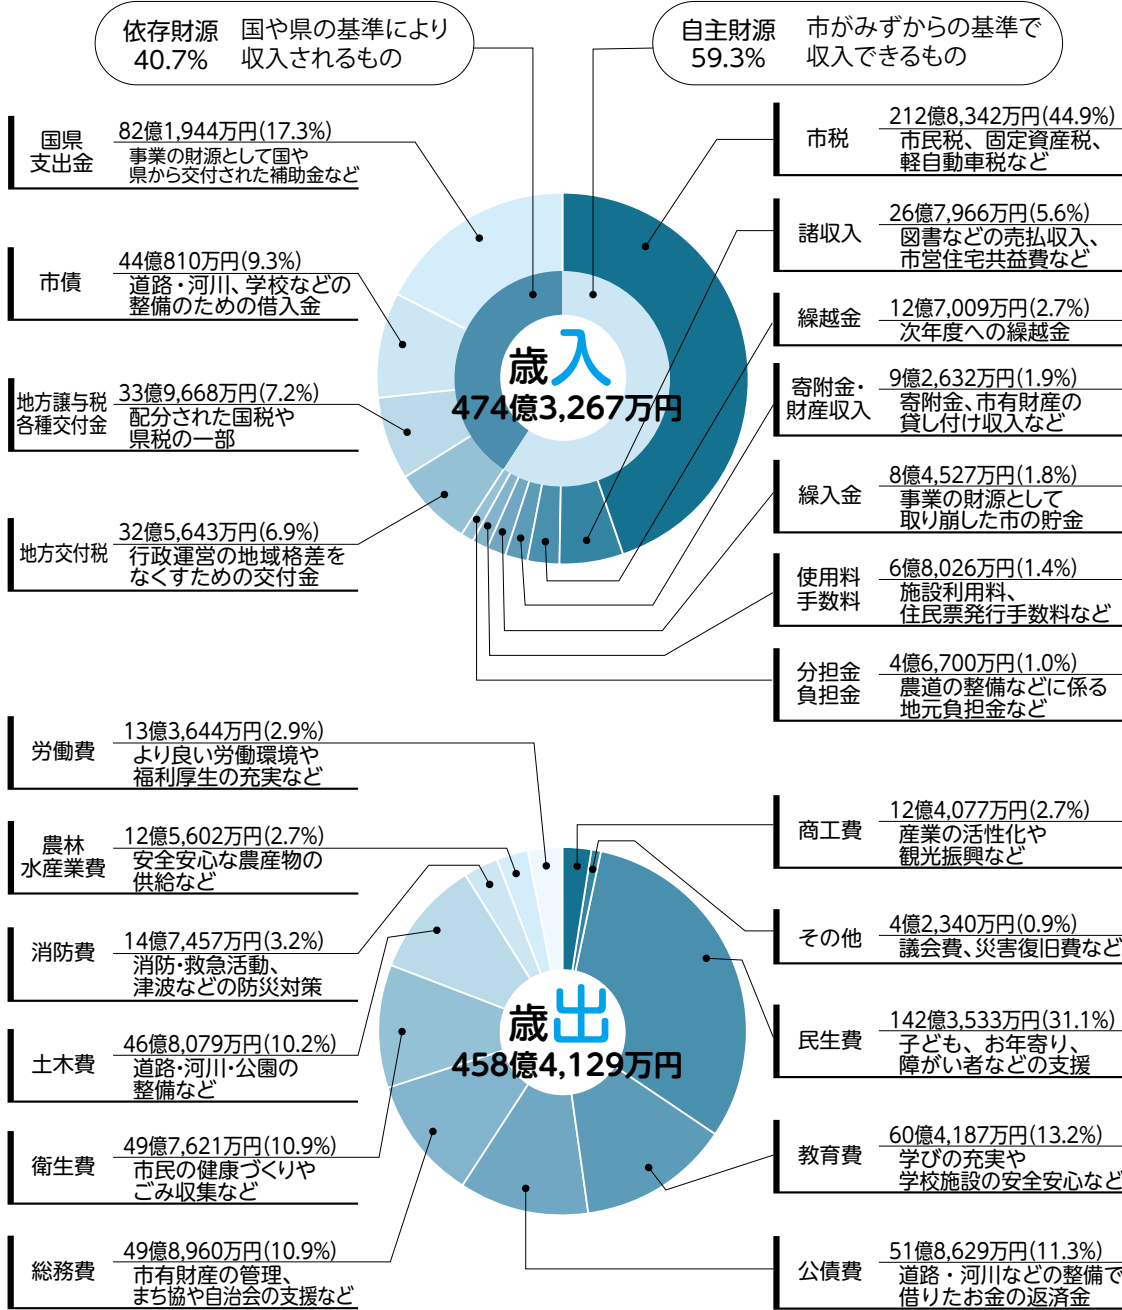 依存財源
40.7%
国や県の基準により
収入されるもの
自主財源
59.3%
市がみずからの基準で
収入できるもの
国県
支出金
82億1,944万円(17.3%)
事業の財源として国や
県から交付された補助金など
市債
44億810万円(9.3%)
道路・河川、学校などの
整備のための借入金
地方譲与税
各種交付金
33億9,668万円(7.2%)
配分された国税や
県税の一部
地方交付税
32億5,643万円(6.9%)
行政運営の地域格差を
なくすための交付金
歳入
474億3,267万円
市税
212億8,342万円(44.9%)
市民税、固定資産税、
軽自動車税など
諸収入
26億7,966万円(5.6%)
図書などの売払収入、
市営住宅共益費など
繰越金
12億7,009万円(2.7%)
次年度への繰越金
寄附金・
財産収入
9億2,632万円(1.9%)
寄附金、市有財産の
貸し付け収入など
繰入金
8億4,527万円(1.8%)
事業の財源として
取り崩した市の貯金
使用料
手数料
6億8,026万円(1.4%)
施設利用料、
住民票発行手数料など
分担金
負担金
4億6,700万円(1.0%)
農道の整備などに係る
地元負担金など
労働費
13億3,644万円(2.9%)
より良い労働環境や
福利厚生の充実など
農林
水産業費
12億5,602万円(2.7%)
安全安心な農産物の
供給など
消防費
14億7,457万円(3.2%)
消防・救急活動、
津波などの防災対策
土木費
46億8,079万円(10.2%)
道路・河川・公園の
整備など
衛生費
49億7,621万円(10.9%)
市民の健康づくりや
ごみ収集など
総務費
49億8,960万円(10.9%)
市有財産の管理、
まち協や自治会の支援など
歳出
458億4,129万円
商工費
12億4,077万円(2.7%)
産業の活性化や
観光振興など
その他
4億2,340万円(0.9%)
議会費、災害復旧費など
民生費
142億3,533万円(31.1%)
子ども、お年寄り、
障がい者などの支援
教育費
60億4,187万円(13.2%)
学びの充実や
学校施設の安全安心など
公債費
51億8,629万円(11.3%)
道路・河川などの整備で
借りたお金の返済金